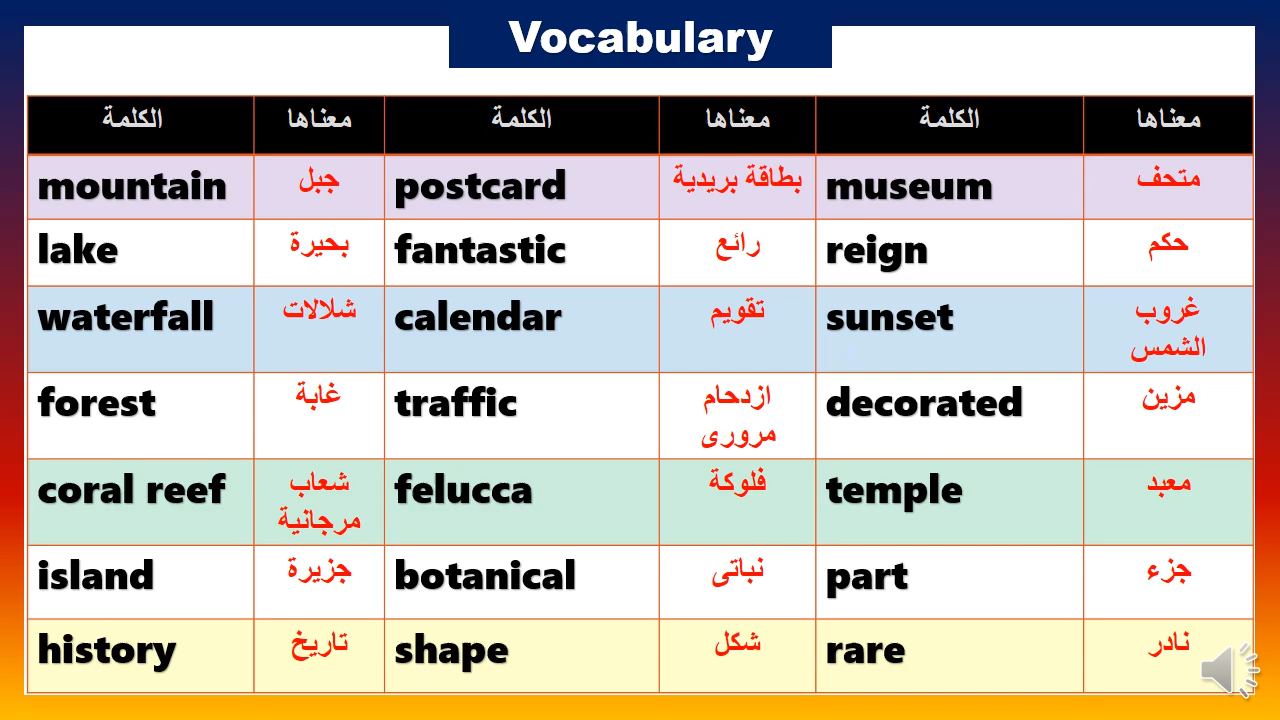 Vocabulary
الكلمة معناها الكلمة معناها الكلمة معناها
mountain جبل postcard بطاقة بريدية museum متحف
lake بحيرة fantastic رائع reign حكم
waterfall شلالات calendar تقويم sunset غروب
الشمس
forest غابة traffic ازدحام
مرورى decorated مزين
coral reef شعاب
مرجانية felucca فلوكة temple معبد
island جزيرة botanical نباتى part جزء
history تاريخ shape شكل rare نادر